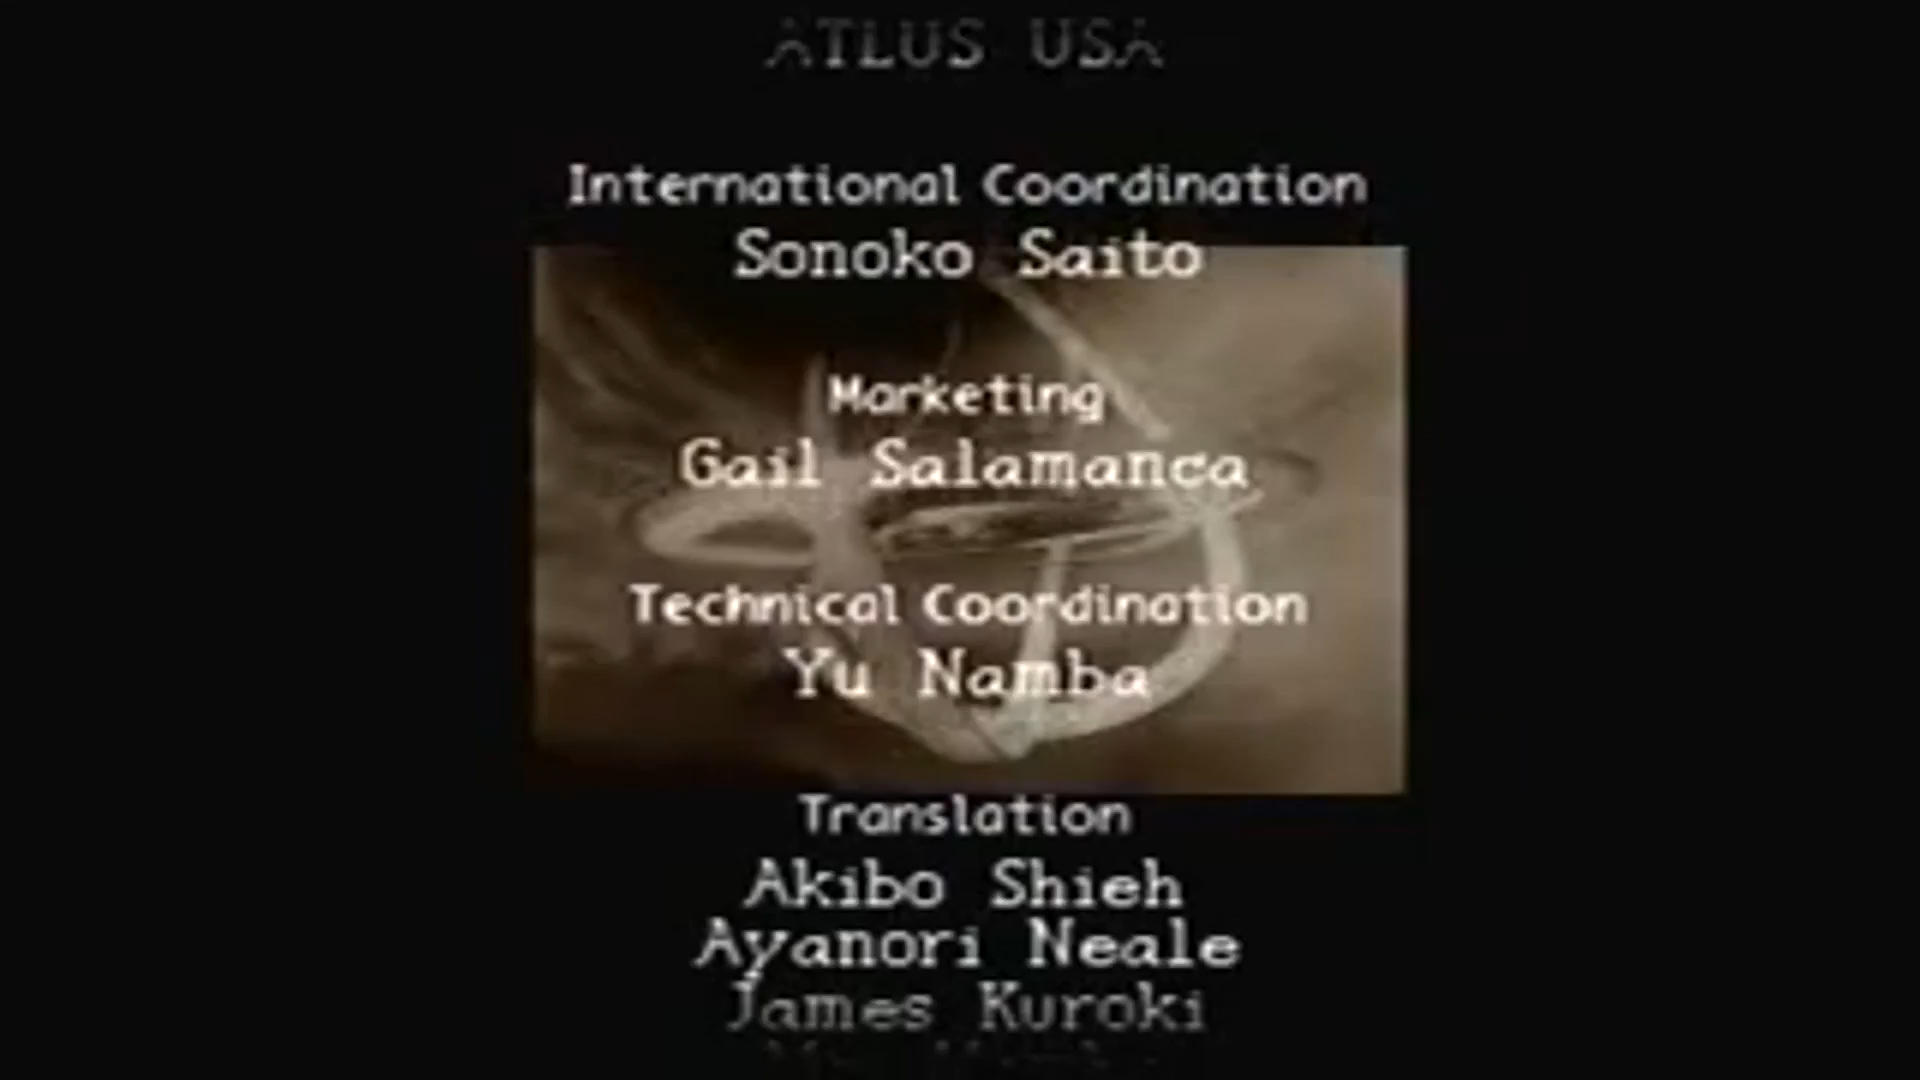 ATLUS USA
International Coordination
Sonoko Saito
Marketing
Gail Salamanca
Technical Coordination
Yu Namba
Translation
Akibo Shieh
Ayanori Neale
James Kuroki